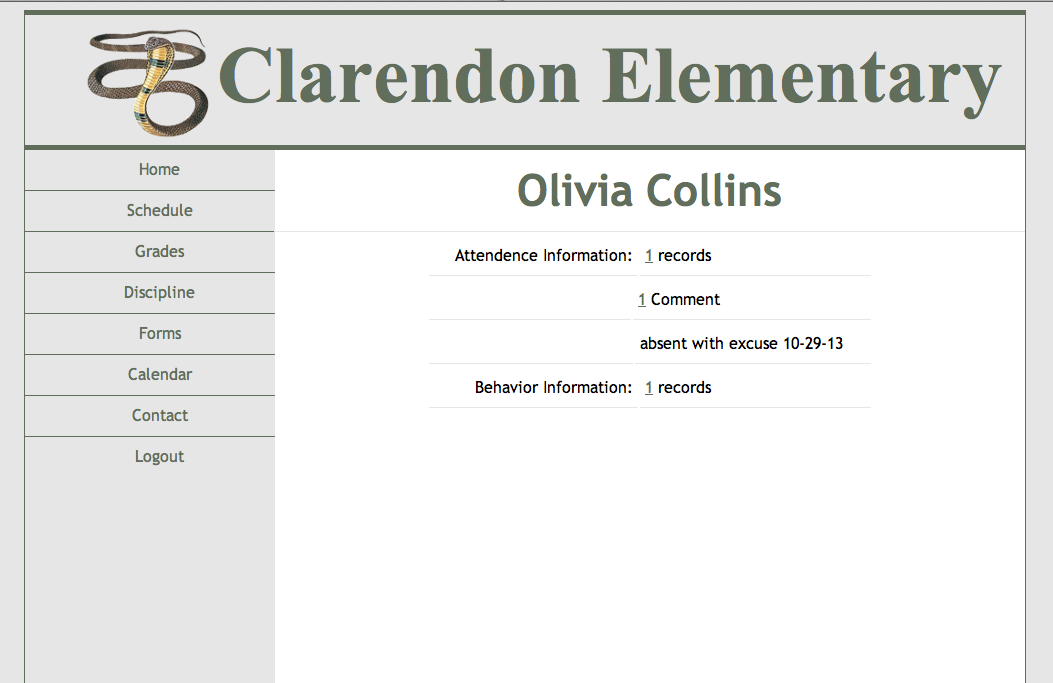 Clarendon Elementary
Home
Schedule
Grades
Discipline
Forms
Calendar
Contact
Logout
Olivia Collins
Attendence Information: 1 records
1 Comment
absent with excuse 10-29-13
Behavior Information: 1 records